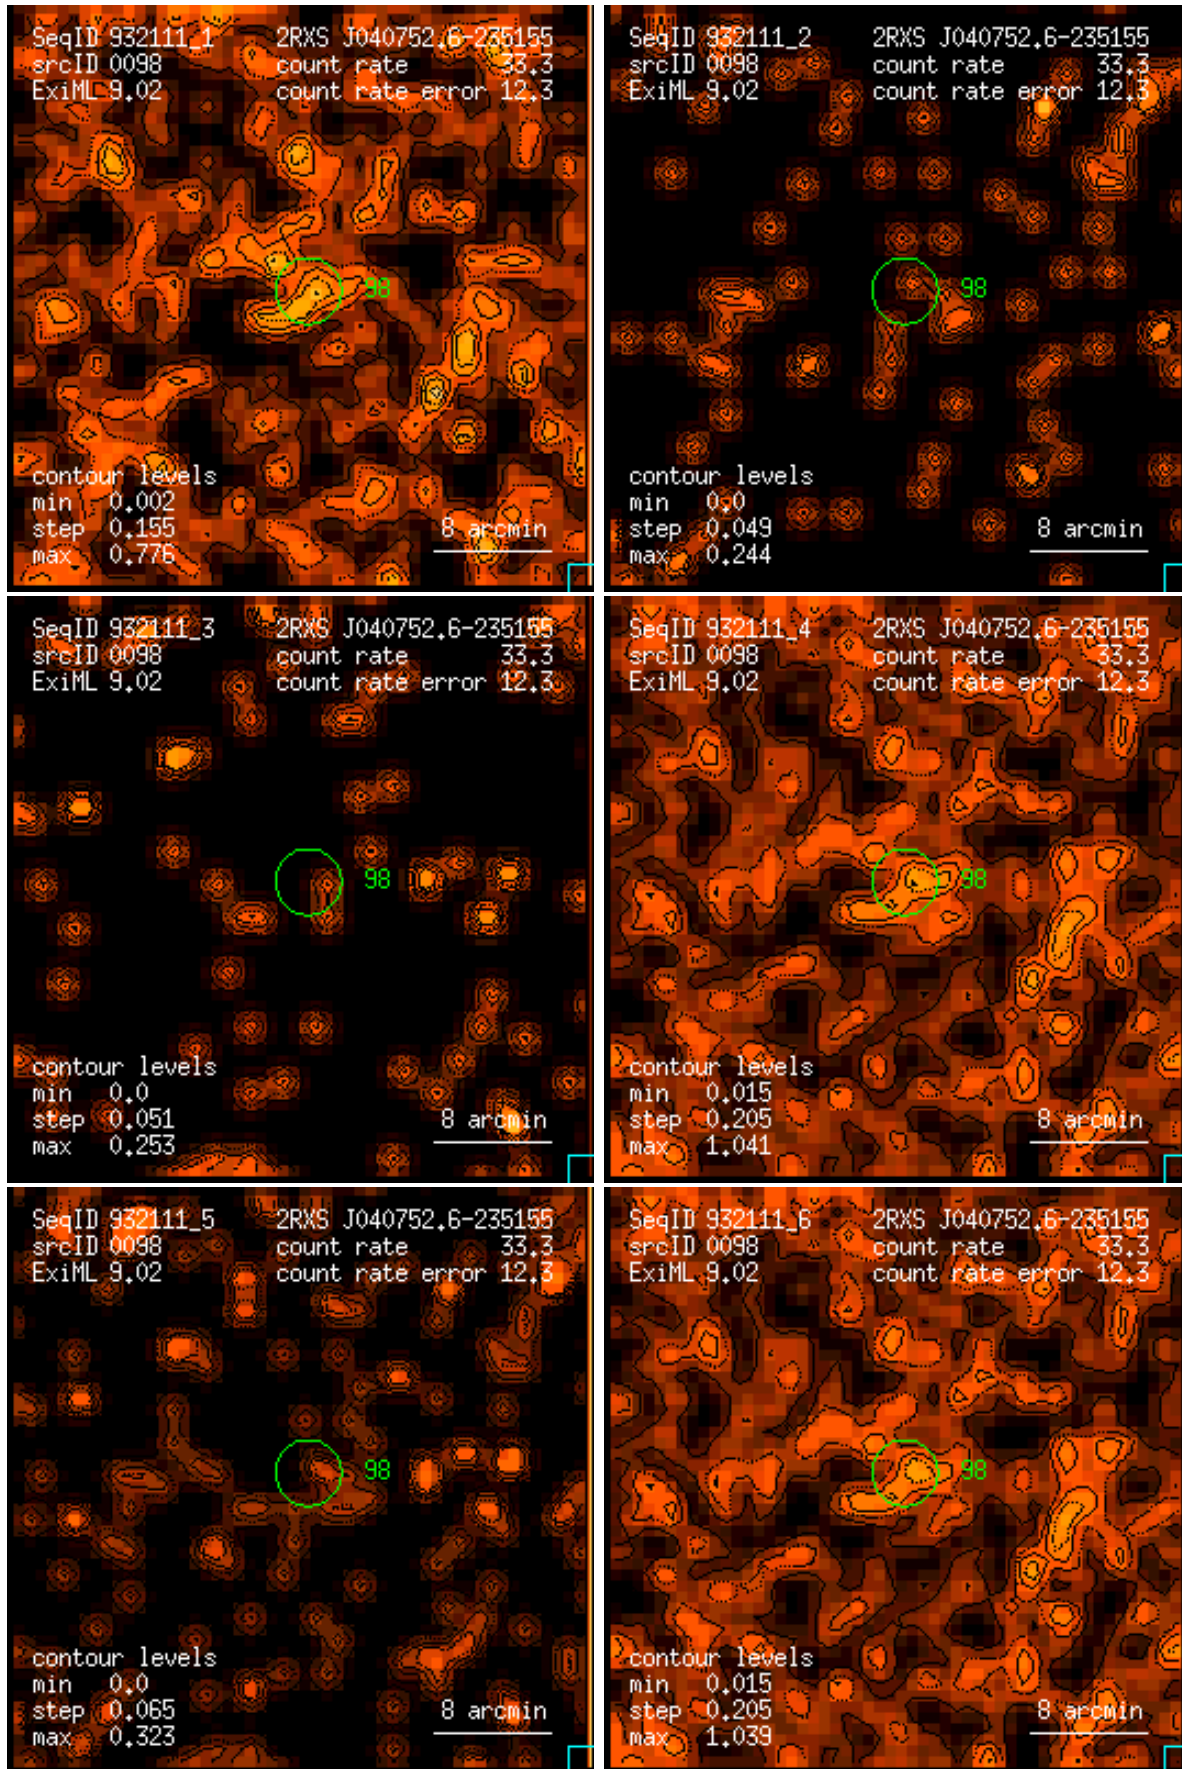 SeqID 932111_1 2RXS J040752.6-235155
srcID 0098 count rate 33.3
ExiML 9.02 count rate error 12.3
98
contour levels
min 0.002
step 0.155 8 arcmin
max 0.776
SeqID 932111_2 2RXS J040752.6-235155
srcID 0098 count rate 33.3
ExiML 9.02 count rate error 12.3
98
contour levels
min 0.0
step 0.049 8 arcmin
max 0.244
SeqID 932111_3 2RXS J040752.6-235155
srcID 0098 count rate 33.3
ExiML 9.02 count rate error 12.3
98
contour levels
min 0.0
step 0.051 8 arcmin
max 0.253
SeqID 932111_4 2RXS J040752.6-235155
srcID 0098 count rate 33.3
ExiML 9.02 count rate error 12.3
98
contour levels
min 0.015
step 0.205 8 arcmin
max 1.041
SeqID 932111_5 2RXS J040752.6-235155
srcID 0098 count rate 33.3
ExiML 9.02 count rate error 12.3
98
contour levels
min 0.0
step 0.065 8 arcmin
max 0.323
SeqID 932111_6 2RXS J040752.6-235155
srcID 0098 count rate 33.3
ExiML 9.02 count rate error 12.3
98
contour levels
min 0.015
step 0.205 8 arcmin
max 1.039